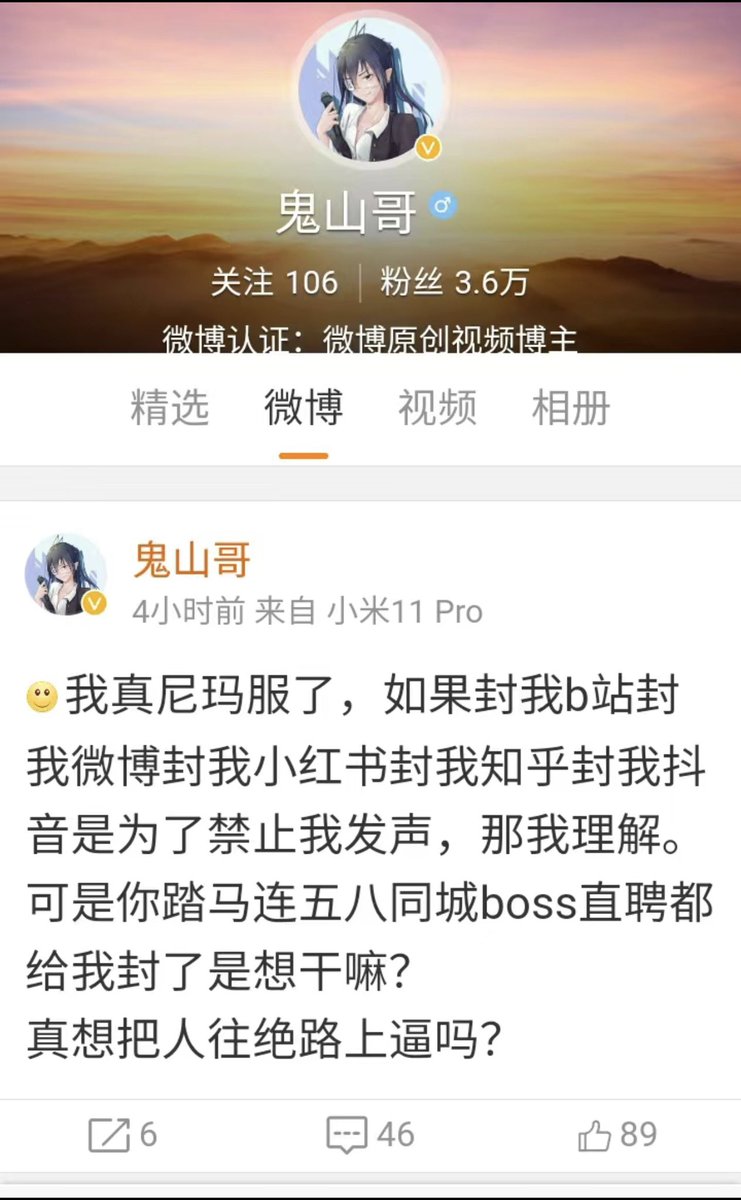 鬼山哥
关注 106 | 粉丝 3.6万
微博认证：微博原创视频博主
精选 微博 视频 相册
鬼山哥
4小时前 来自 小米11 Pro
我真尼玛服了，如果封我b站封
我微博封我小红书封我知乎封我抖
音是为了禁止我发声，那我理解。
可是你踏马连五八同城boss直聘都
给我封了是想干嘛？
真想把人往绝路上逼吗？
6 46 89